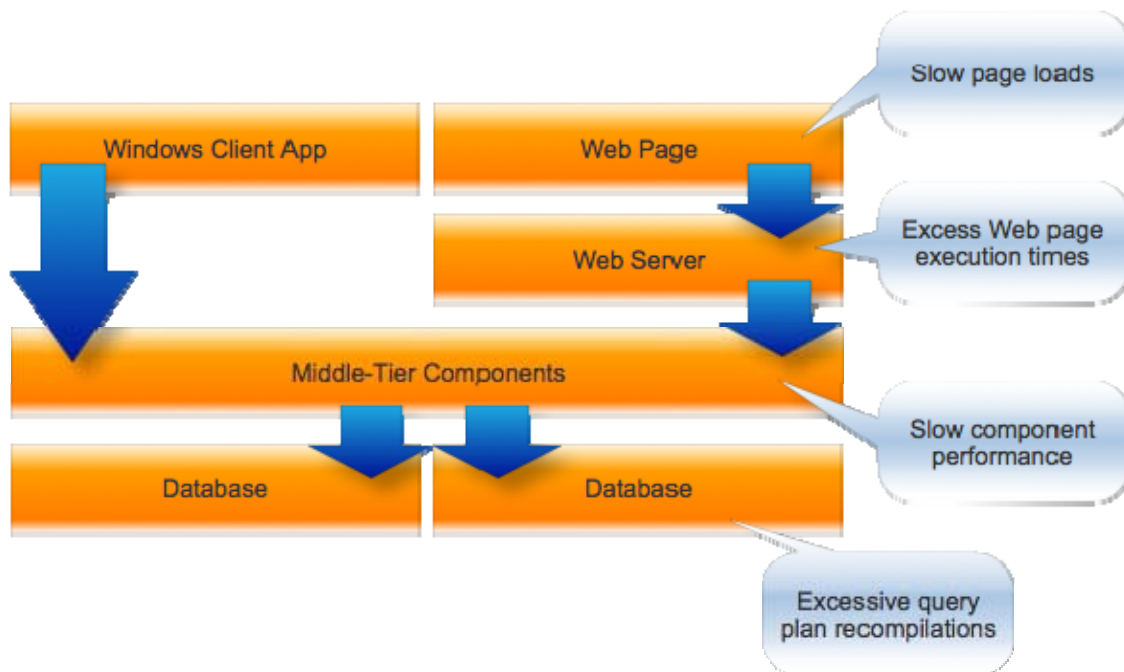 Slow page loads
Windows Client App
Web Page
Excess Web page
execution times
Web Server
Middle-Tier Components
Slow component
performance
Database
Database
Excessive query
plan recompilations